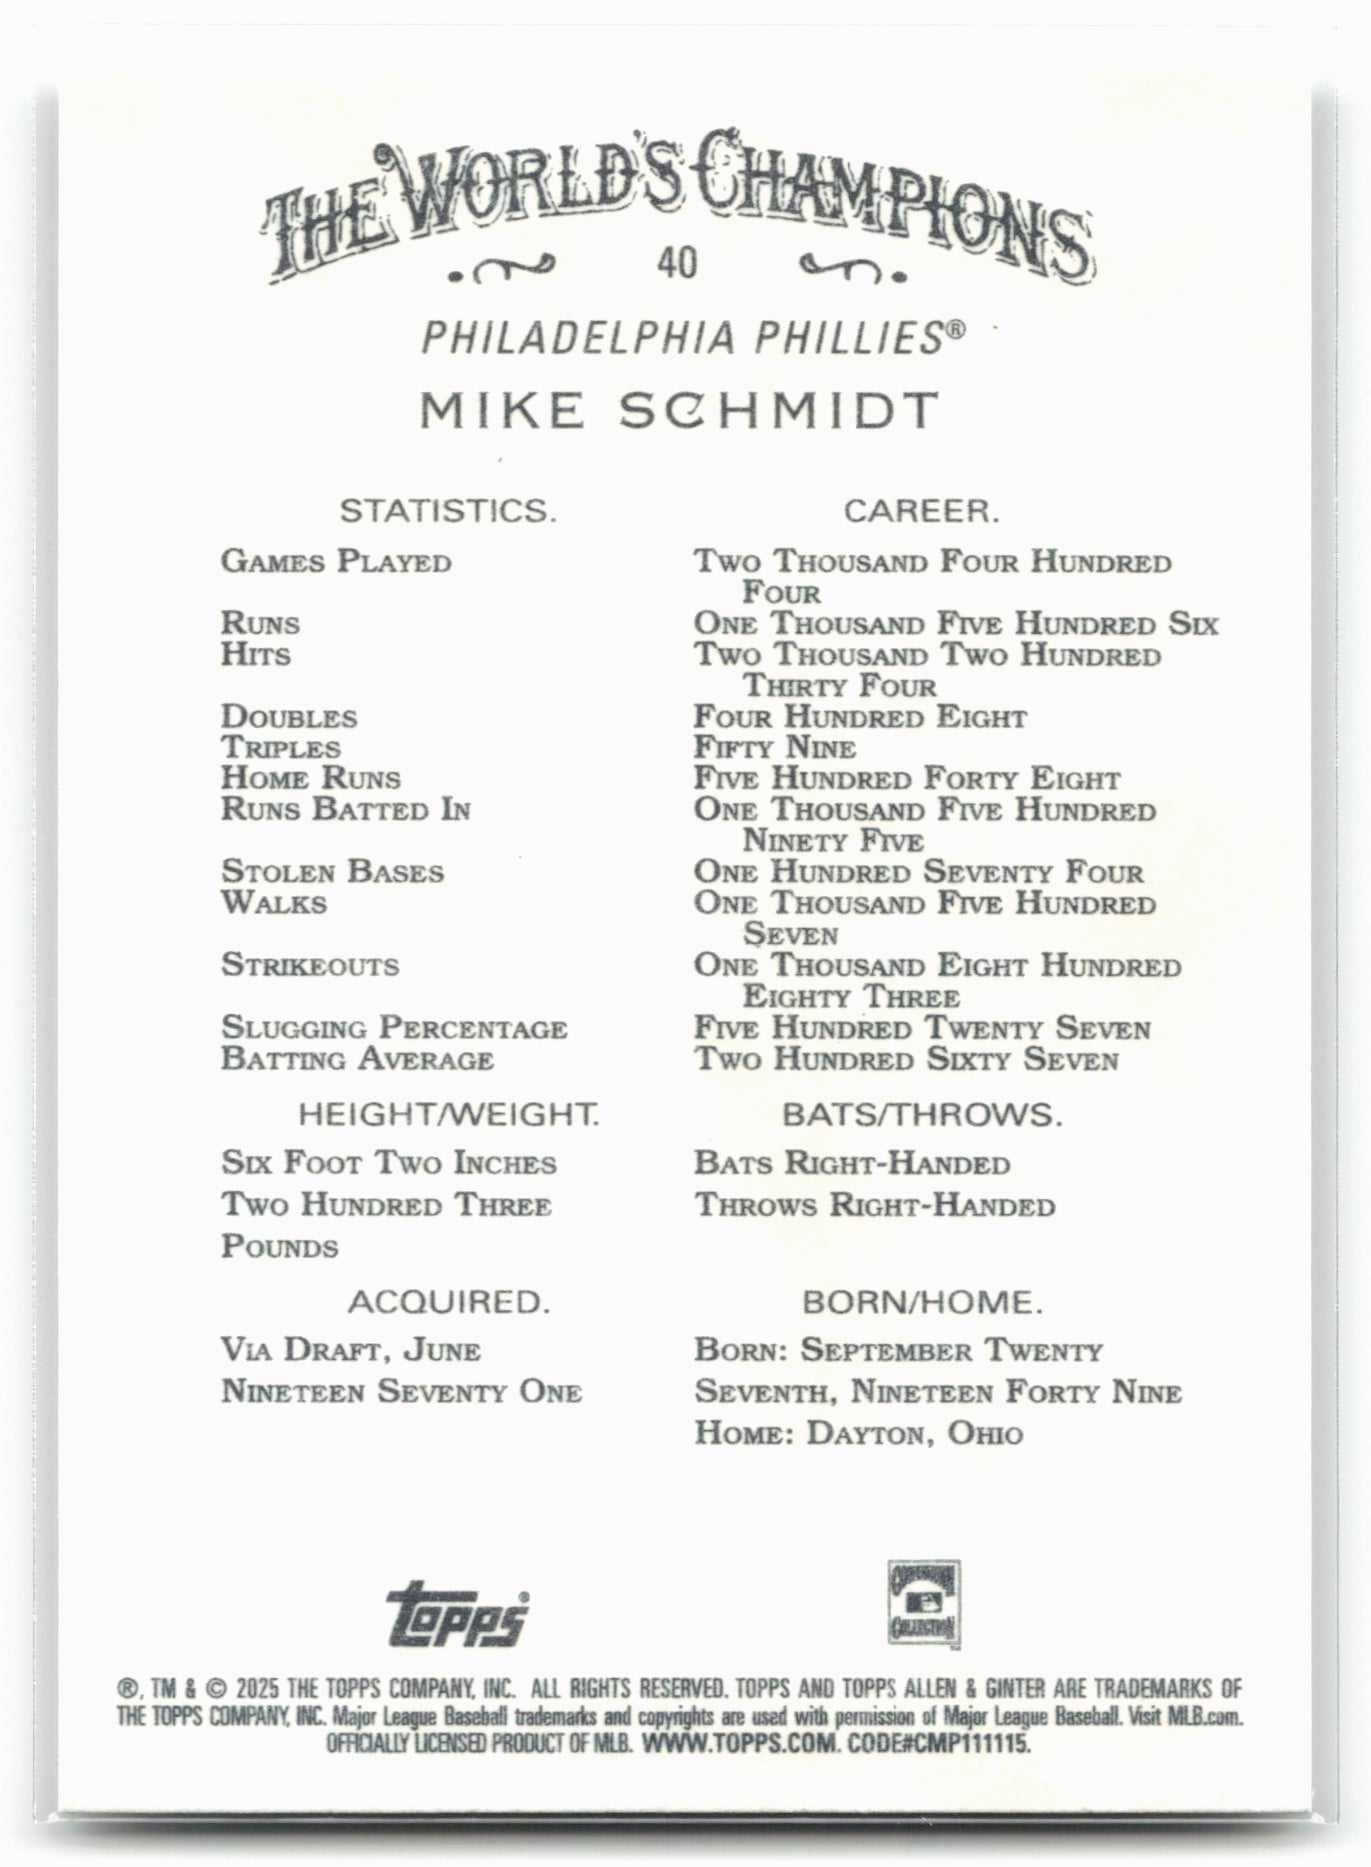 THE WORLD'S CHAMPIONS
40
PHILADELPHIA PHILLIES®
MIKE SCHMIDT
STATISTICS. CAREER.
GAMES PLAYED TWO THOUSAND FOUR HUNDRED
FOUR
RUNS ONE THOUSAND FIVE HUNDRED SIX
HITS TWO THOUSAND TWO HUNDRED
THIRTY FOUR
DOUBLES FOUR HUNDRED EIGHT
TRIPLES FIFTY NINE
HOME RUNS FIVE HUNDRED FORTY EIGHT
RUNS BATTED IN ONE THOUSAND FIVE HUNDRED
NINETY FIVE
STOLEN BASES ONE HUNDRED SEVENTY FOUR
WALKS ONE THOUSAND FIVE HUNDRED
SEVEN
STRIKEOUTS ONE THOUSAND EIGHT HUNDRED
EIGHTY THREE
SLUGGING PERCENTAGE FIVE HUNDRED TWENTY SEVEN
BATTING AVERAGE TWO HUNDRED SIXTY SEVEN
HEIGHT/WEIGHT. BATS/THROWS.
SIX FOOT TWO INCHES BATS RIGHT-HANDED
TWO HUNDRED THREE THROWS RIGHT-HANDED
POUNDS
ACQUIRED. BORN/HOME.
VIA DRAFT, JUNE BORN: SEPTEMBER TWENTY
NINETEEN SEVENTY ONE SEVENTH, NINETEEN FORTY NINE
HOME: DAYTON, OHIO
topps®
COOPERSTOWN
COLLECTION
®, TM & © 2025 THE TOPPS COMPANY, INC. ALL RIGHTS RESERVED. TOPPS AND TOPPS ALLEN & GINTER ARE TRADEMARKS OF
THE TOPPS COMPANY, INC. Major League Baseball trademarks and copyrights are used with permission of Major League Baseball. Visit MLB.com.
OFFICIALLY LICENSED PRODUCT OF MLB. WWW.TOPPS.COM. CODE#CMP111115.